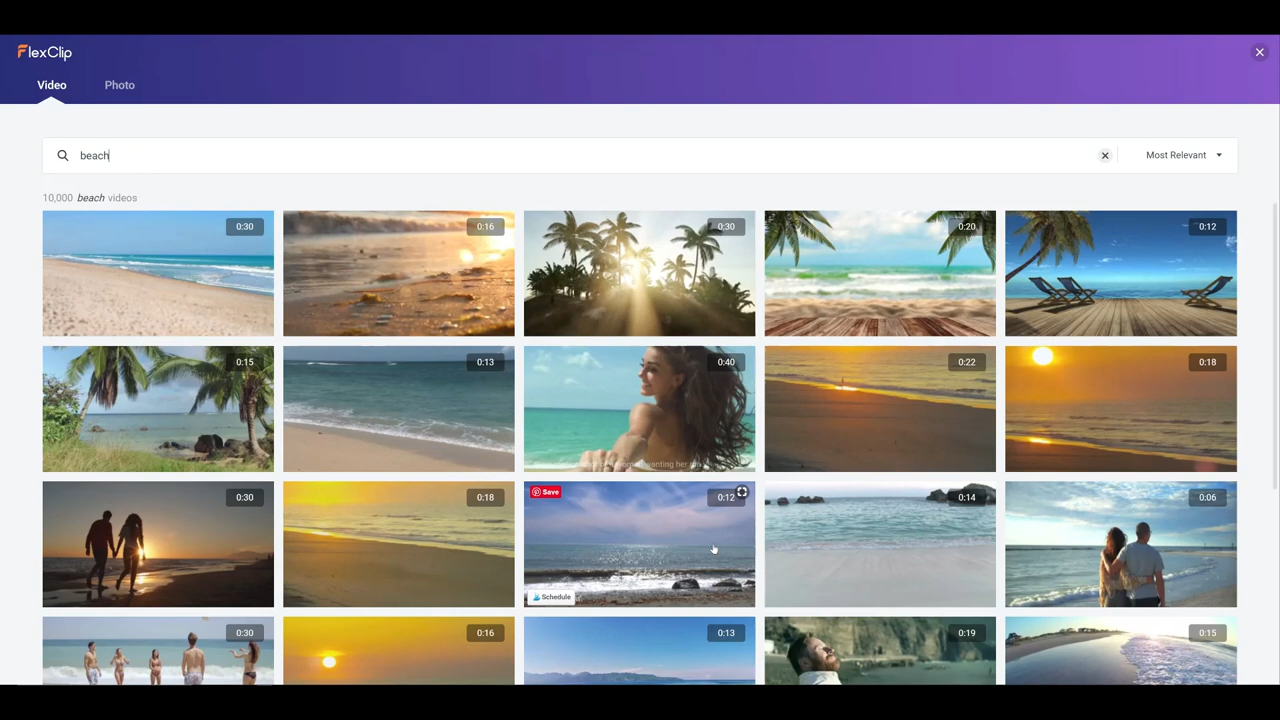 FlexClip
Video Photo
beach
Most Relevant
10,000 beach videos
0:30 0:16 0:30 0:20 0:12
0:15 0:13 0:40 0:22 0:18
wanting her
0:30 0:18 Save 0:12 0:14 0:06
Schedule
0:30 0:16 0:13 0:19 0:15